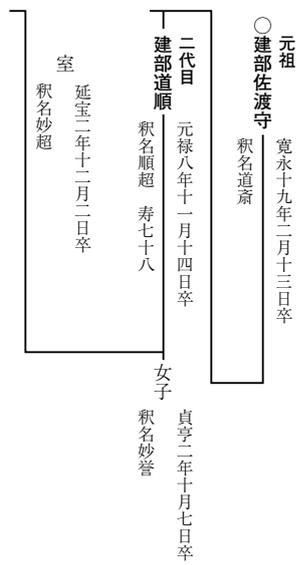 元祖
○建部佐渡守
寛永十九年二月十三日卒
釈名道斎
二代目
建部道順
元禄八年十一月十四日卒
釈名順超　寿七十八
女子
貞亨二年十月七日卒
釈名妙誉
室
延宝二年十二月二日卒
釈名妙超